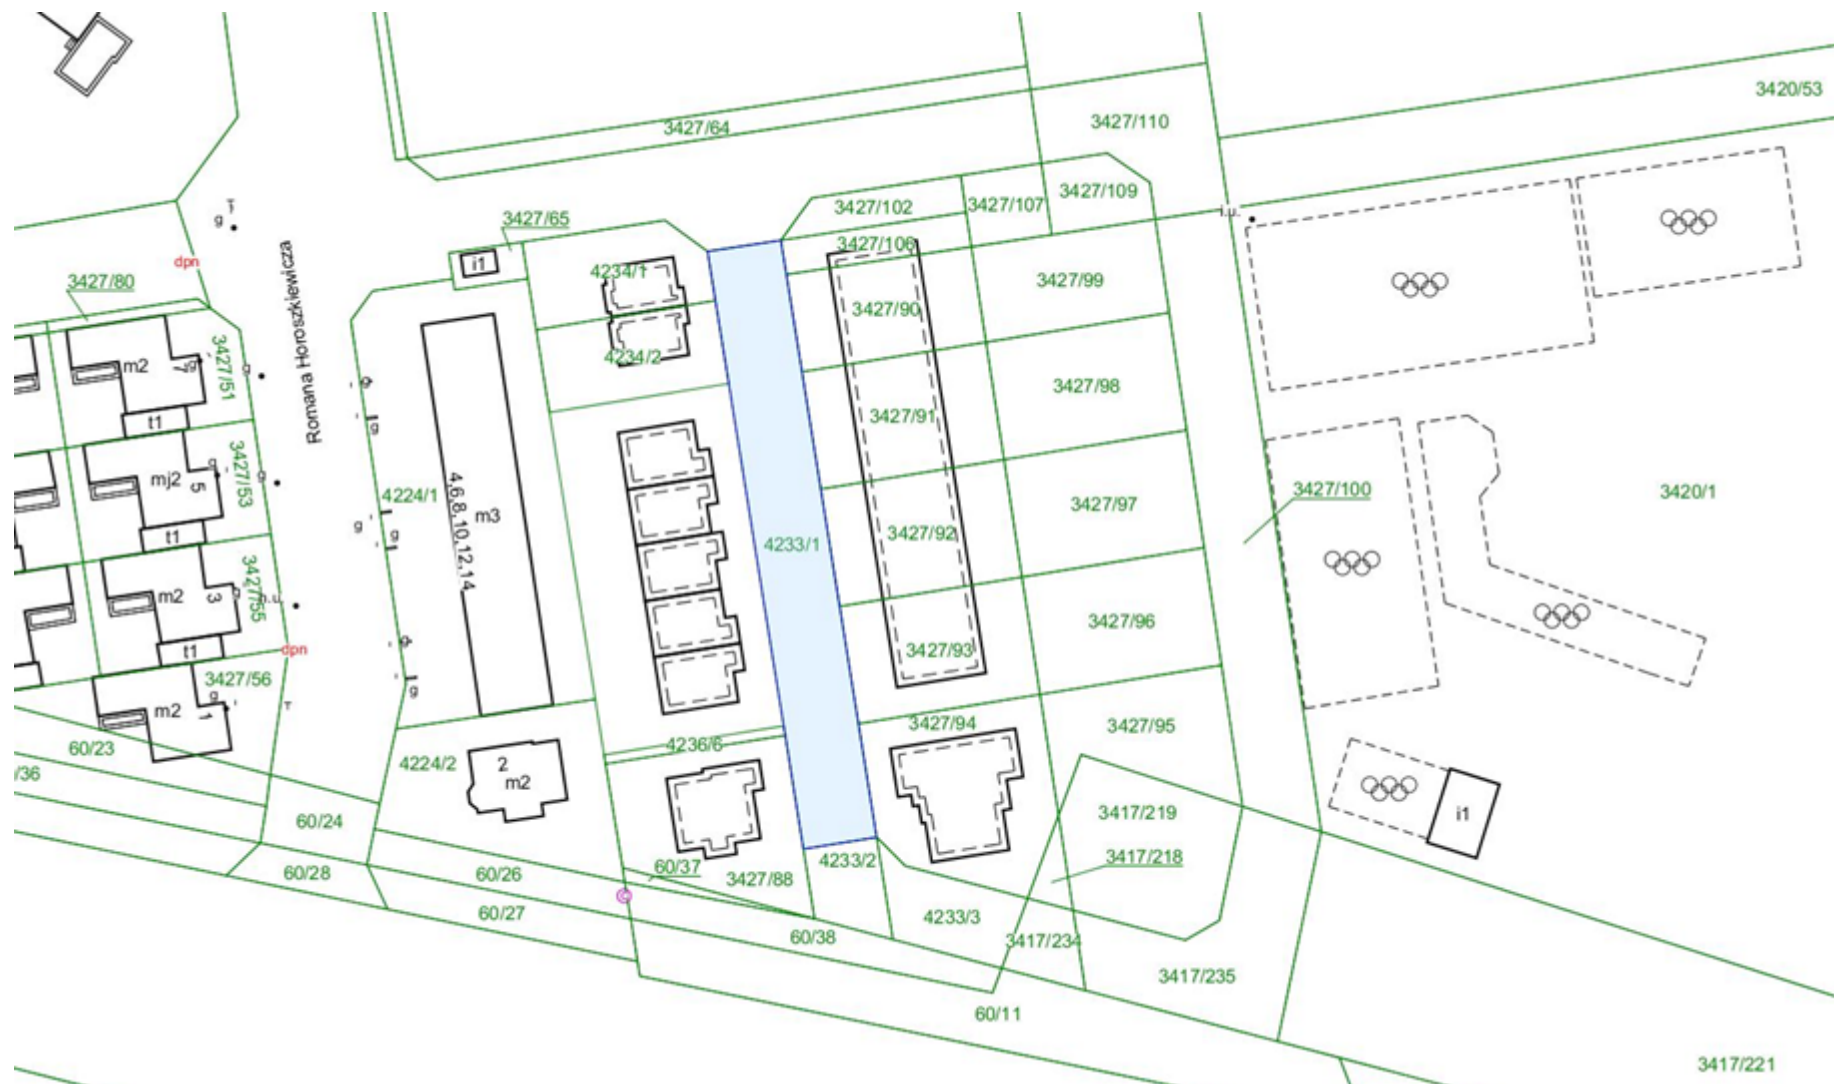 3420/53
3427/64
3427/110
3427/109
3427/102
3427/107
3427/65
g
dpn
i1
3427/106
4234/1
3427/80
3427/99
3427/90
Romana Horoszkiewicza
4234/2
m2
7
g
3427/51
g
3427/98
3427/91
t1
g
mj2
5
g
3427/53
g
4224/1
4,6,8,10,12,14
m3
3427/100
3420/1
3427/97
g
g
3427/92
4233/1
t1
m2
3
g
3427/55
h.u.
3427/96
g
t1
dpn
3427/93
3427/56
g
g
m2
1
3427/94
3427/95
4236/6
60/23
4224/2
2
m2
/36
i1
3417/219
60/24
3417/218
4233/2
60/37
3427/88
60/28
60/26
©
60/27
4233/3
60/38
3417/234
3417/235
60/11
3417/221